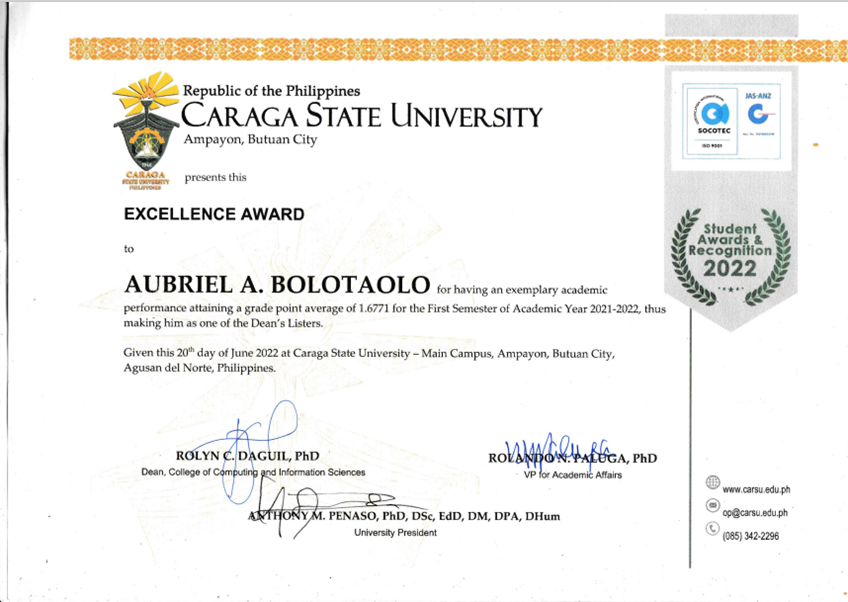 Republic of the Philippines
CARAGA STATE UNIVERSITY
Ampayon, Butuan City
CARAGA
STATE UNIVERSITY
PHILIPPINES
presents this
EXCELLENCE AWARD
to
AUBRIEL A. BOLOTAOLO for having an exemplary academic
performance attaining a grade point average of 1.6771 for the First Semester of Academic Year 2021-2022, thus
making him as one of the Dean's Listers.
Given this 20th day of June 2022 at Caraga State University – Main Campus, Ampayon, Butuan City,
Agusan del Norte, Philippines.
ROLYN C. DAGUIL, PhD
Dean, College of Computing and Information Sciences
ROLANDO N. PALUGA, PhD
VP for Academic Affairs
ANTHONY M. PENASO, PhD, DSc, EdD, DM, DPA, DHum
University President
SOCOTEC
ISO 9001
JAS-ANZ
Student
Awards &
Recognition
2022
www.carsu.edu.ph
op@carsu.edu.ph
(085) 342-2296